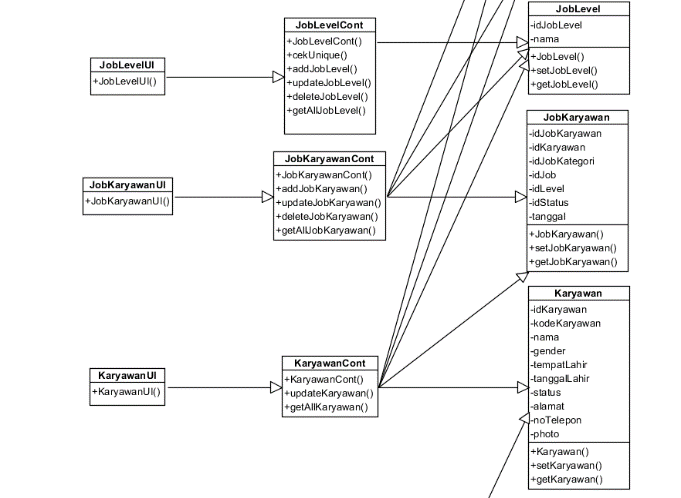 JobLevelUI
+JobLevelUI()
JobLevelCont
+JobLevelCont()
+cekUnique()
+addJobLevel()
+updateJobLevel()
+deleteJobLevel()
+getAllJobLevel()
JobLevel
-idJobLevel
-nama
+JobLevel()
+setJobLevel()
+getJobLevel()
JobKaryawanUI
+JobKaryawanUI()
JobKaryawanCont
+JobKaryawanCont()
+addJobKaryawan()
+updateJobKaryawan()
+deleteJobKaryawan()
+getAllJobKaryawan()
JobKaryawan
-idJobKaryawan
-idKaryawan
-idJobKategori
-idJob
-idLevel
-idStatus
-tanggal
+JobKaryawan()
+setJobKaryawan()
+getJobKaryawan()
KaryawanUI
+KaryawanUI()
KaryawanCont
+KaryawanCont()
+updateKaryawan()
+getAllKaryawan()
Karyawan
-idKaryawan
-kodeKaryawan
-nama
-gender
-tempatLahir
-tanggalLahir
-status
-alamat
-noTelepon
-photo
+Karyawan()
+setKaryawan()
+getKaryawan()